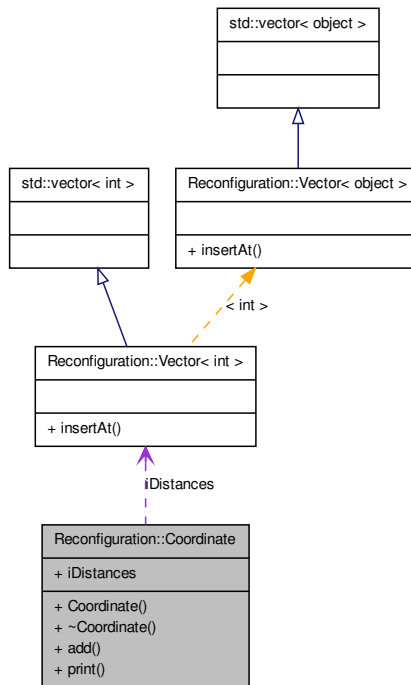 std::vector< object >
std::vector< int >
Reconfiguration::Vector< object >
+ insertAt()
< int >
Reconfiguration::Vector< int >
+ insertAt()
iDistances
Reconfiguration::Coordinate
+ iDistances
+ Coordinate()
+ ~Coordinate()
+ add()
+ print()